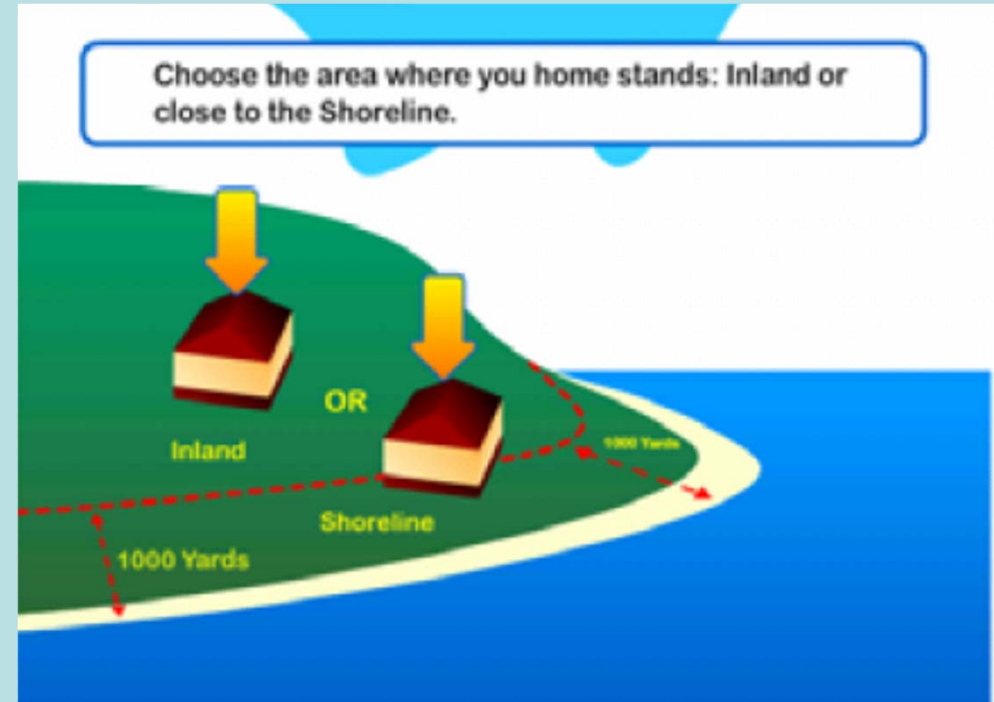 Choose the area where you home stands: Inland or
close to the Shoreline.
OR
1000 Yards
Inland
Shoreline
1000 Yards